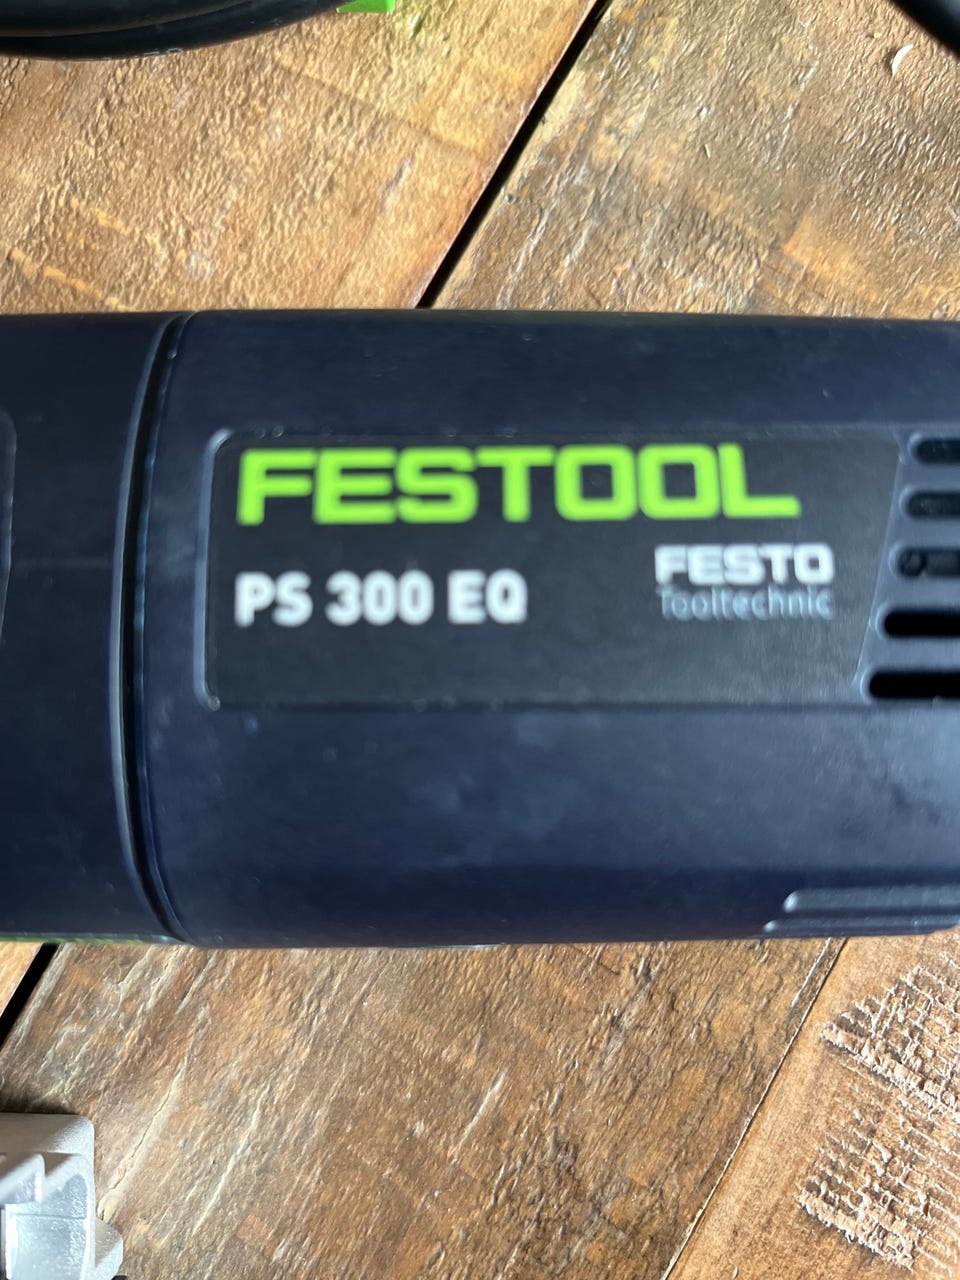 FESTOOL
PS 300 EQ
FESTO
Tooltechnic